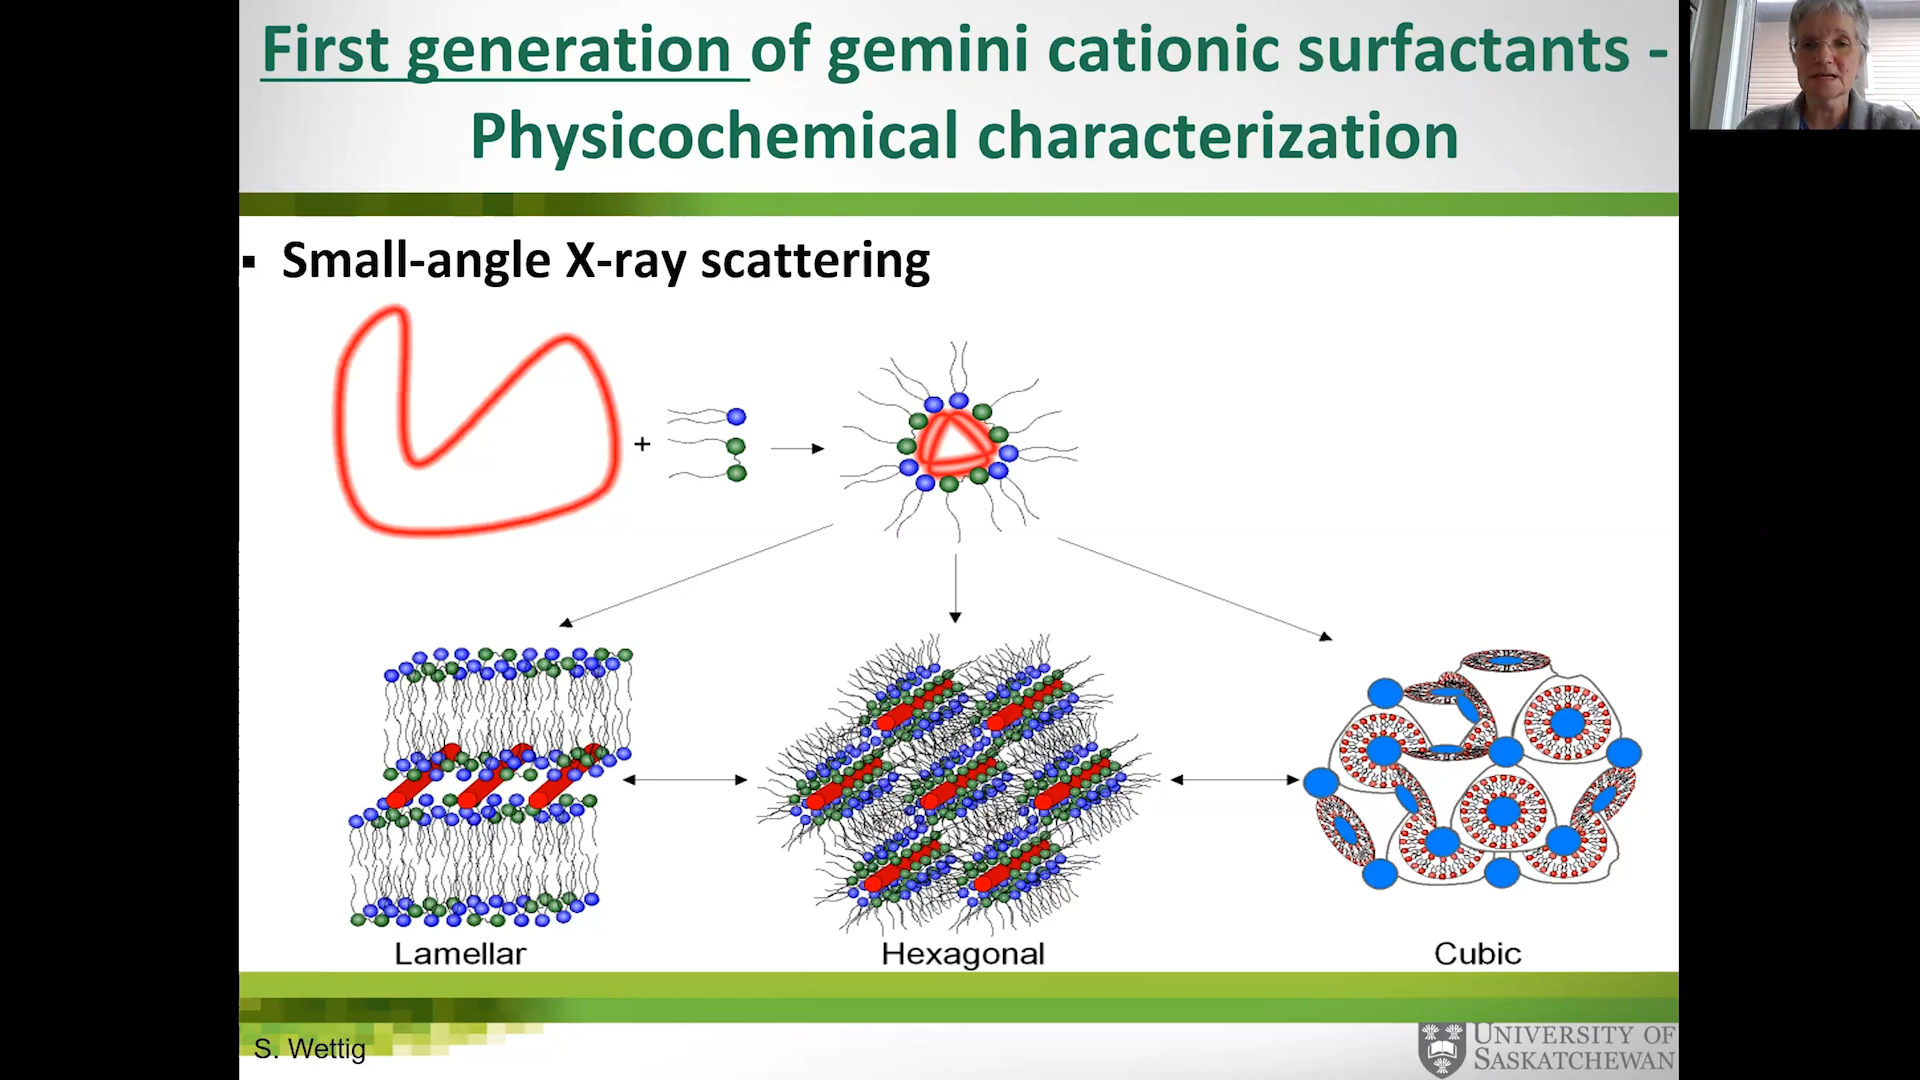 First generation of gemini cationic surfactants -
Physicochemical characterization
▪ Small-angle X-ray scattering
+
Lamellar
Hexagonal
Cubic
S. Wettig
UNIVERSITY OF
SASKATCHEWAN